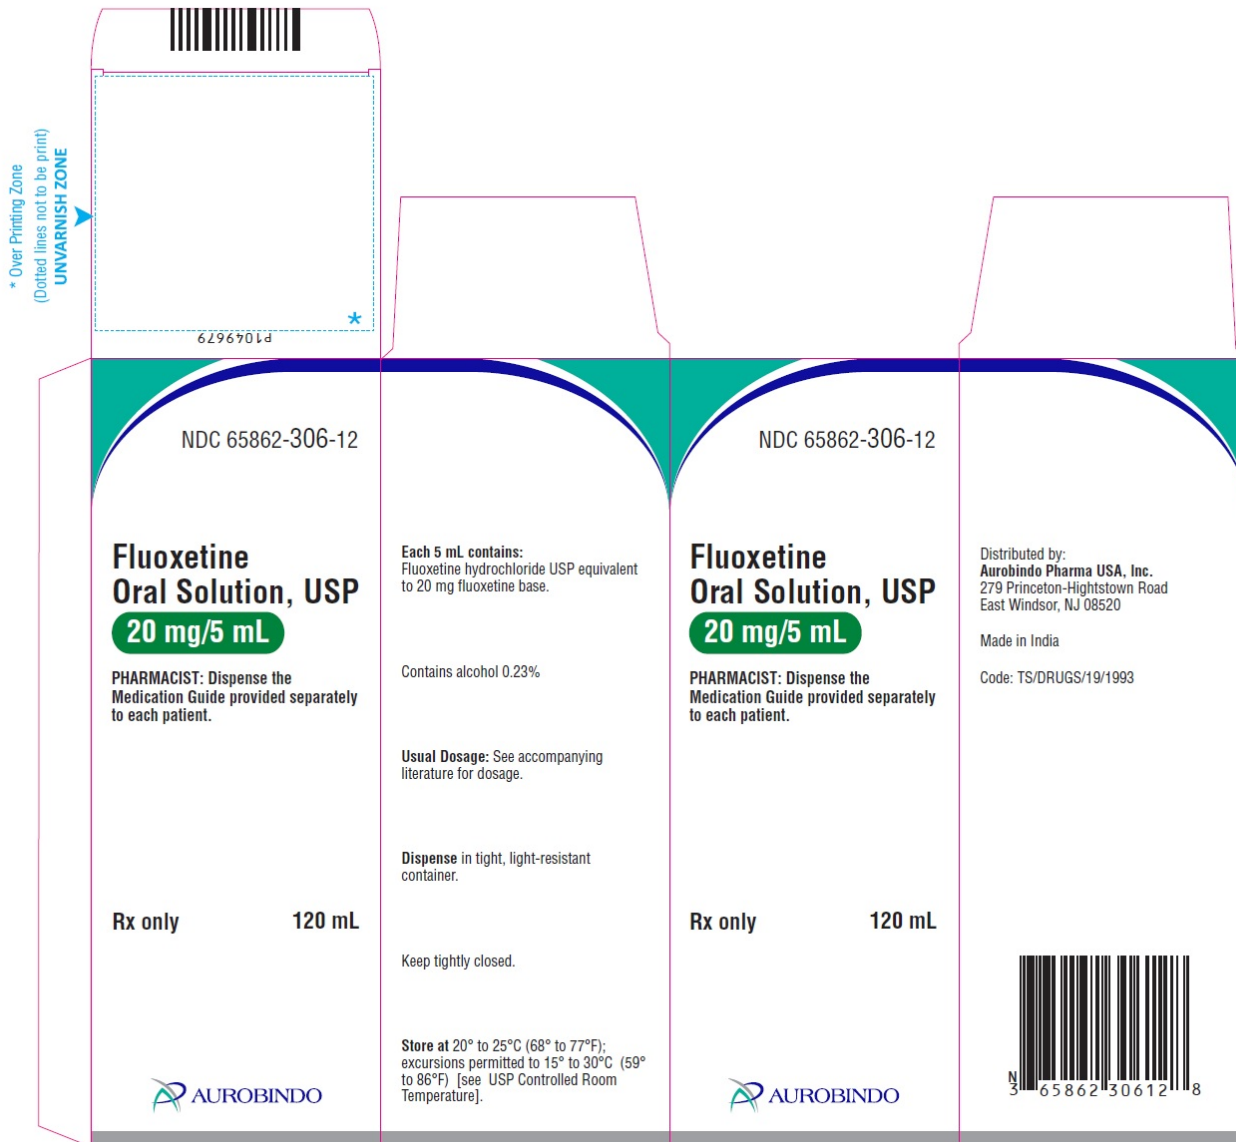 * Over Printing Zone
(Dotted lines not to be print)
UNVARNISH ZONE
*
P1049679
NDC 65862-306-12
Fluoxetine
Oral Solution, USP
20 mg/5 mL
PHARMACIST: Dispense the
Medication Guide provided separately
to each patient.
Rx only 120 mL
AUROBINDO
Each 5 mL contains:
Fluoxetine hydrochloride USP equivalent
to 20 mg fluoxetine base.
Contains alcohol 0.23%
Usual Dosage: See accompanying
literature for dosage.
Dispense in tight, light-resistant
container.
Keep tightly closed.
Store at 20° to 25°C (68° to 77°F);
excursions permitted to 15° to 30°C (59°
to 86°F) [see USP Controlled Room
Temperature].
NDC 65862-306-12
Fluoxetine
Oral Solution, USP
20 mg/5 mL
PHARMACIST: Dispense the
Medication Guide provided separately
to each patient.
Rx only 120 mL
AUROBINDO
Distributed by:
Aurobindo Pharma USA, Inc.
279 Princeton-Hightstown Road
East Windsor, NJ 08520
Made in India
Code: TS/DRUGS/19/1993
N
3 65862 30612 8